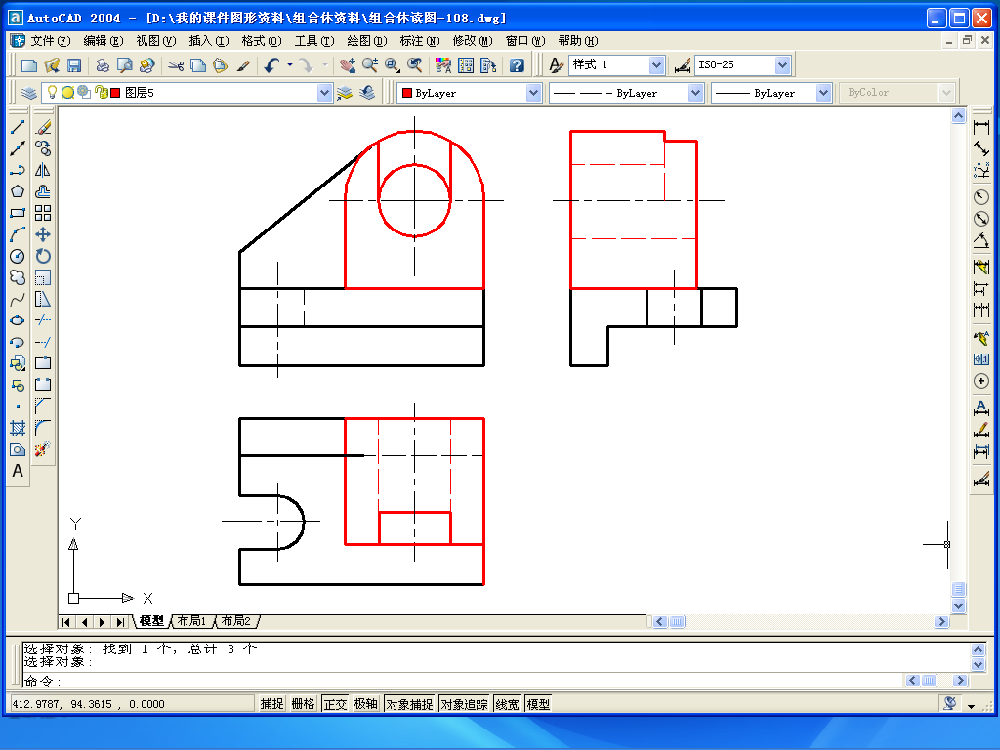 AutoCAD 2004 - [D:\我的课件图形资料\组合体资料\组合体读图-108.dwg]
文件(F) 编辑(E) 视图(V) 插入(I) 格式(O) 工具(T) 绘图(D) 标注(N) 修改(M) 窗口(W) 帮助(H)
样式 1 ISO-25
图层5 ByLayer ByLayer ByLayer ByColor
A
Y
X
模型 布局1 布局2
选择对象: 找到 1 个, 总计 3 个
选择对象:
命令:
412.9787, 94.3615 , 0.0000 捕捉 栅格 正交 极轴 对象捕捉 对象追踪 线宽 模型